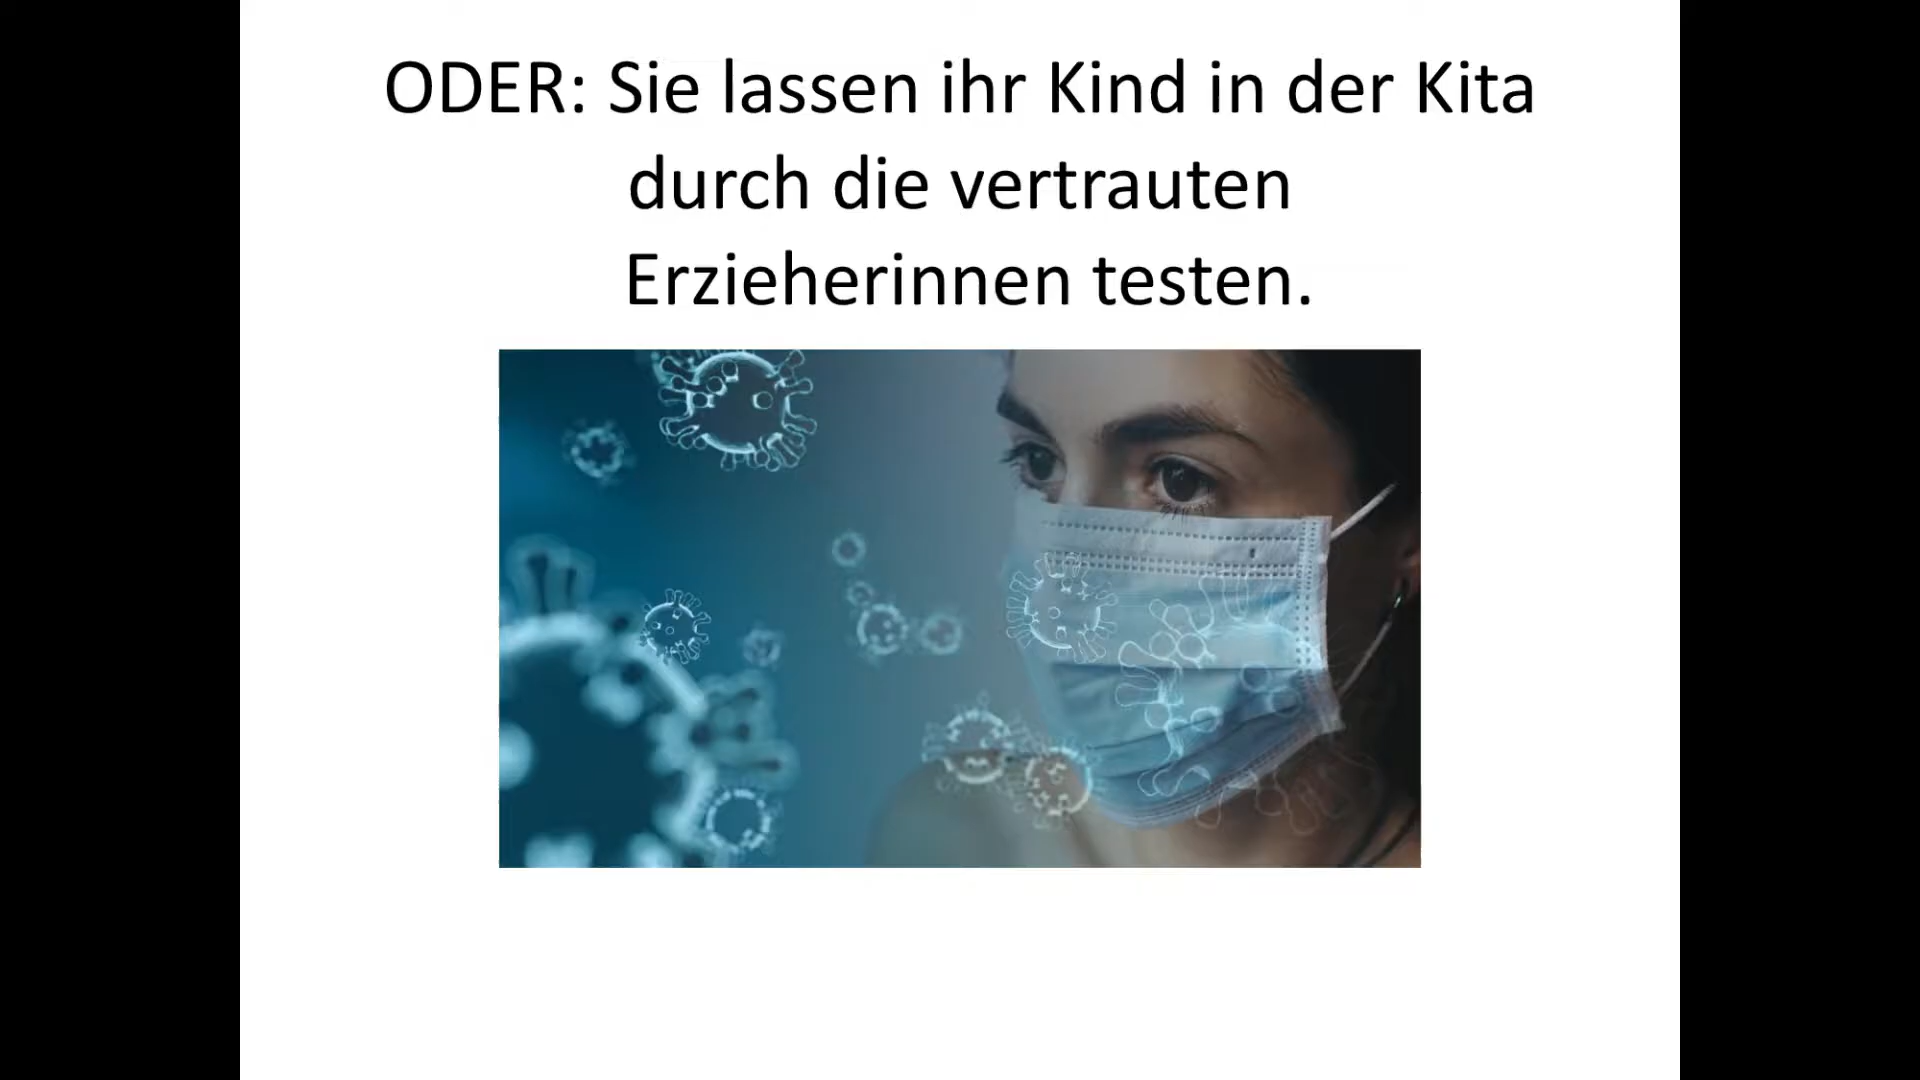 ODER: Sie lassen ihr Kind in der Kita
durch die vertrauten
Erzieherinnen testen.